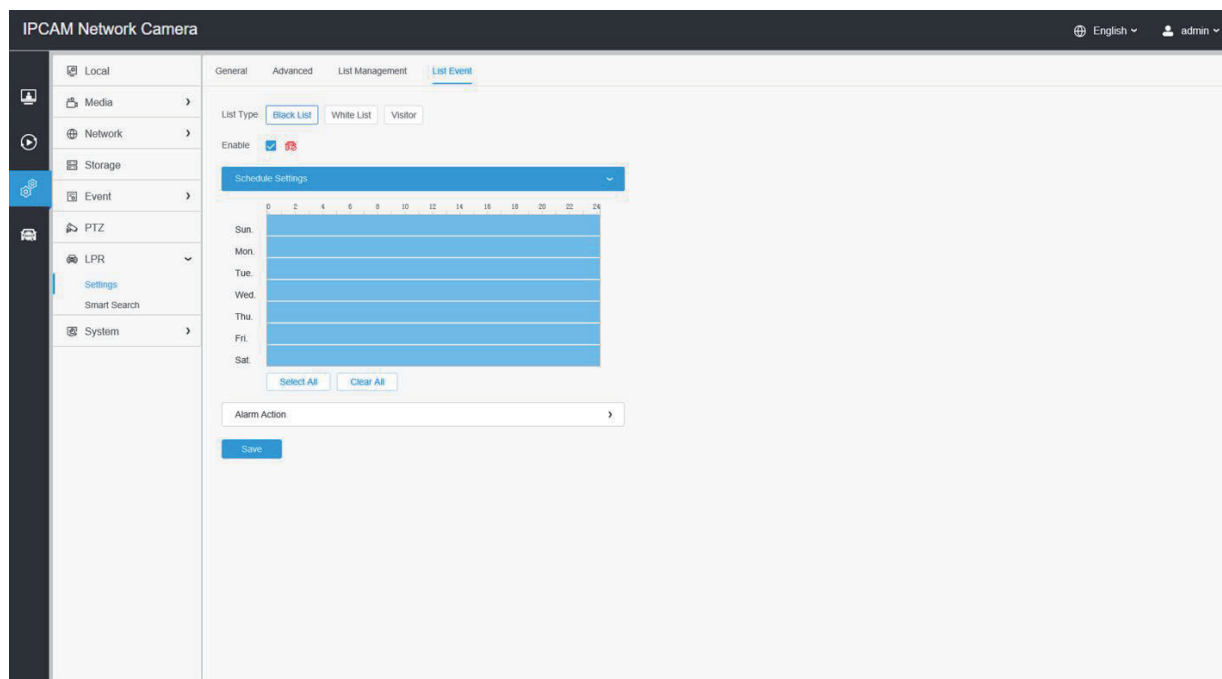 IPCAM Network Camera
English
admin
Local
Media
Network
Storage
Event
PTZ
LPR
Settings
Smart Search
System
General Advanced List Management List Event
List Type Black List White List Visitor
Enable
Schedule Settings
0 2 4 6 8 10 12 14 16 18 20 22 24
Sun.
Mon.
Tue.
Wed.
Thu.
Fri.
Sat.
Select All Clear All
Alarm Action
Save